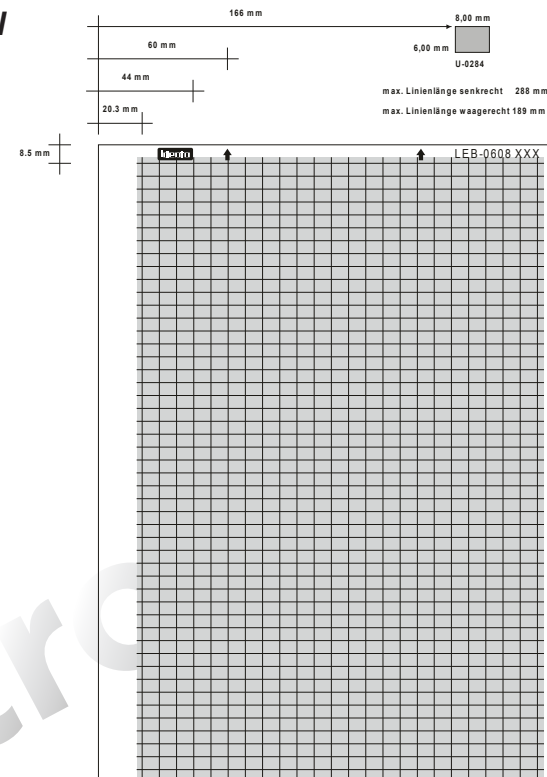 166 mm
8,00 mm
60 mm
6,00 mm
U-0284
44 mm
max. Linienlänge senkrecht 288 mm
20.3 mm
max. Linienlänge waagerecht 189 mm
8.5 mm
LEB-0608 XXX